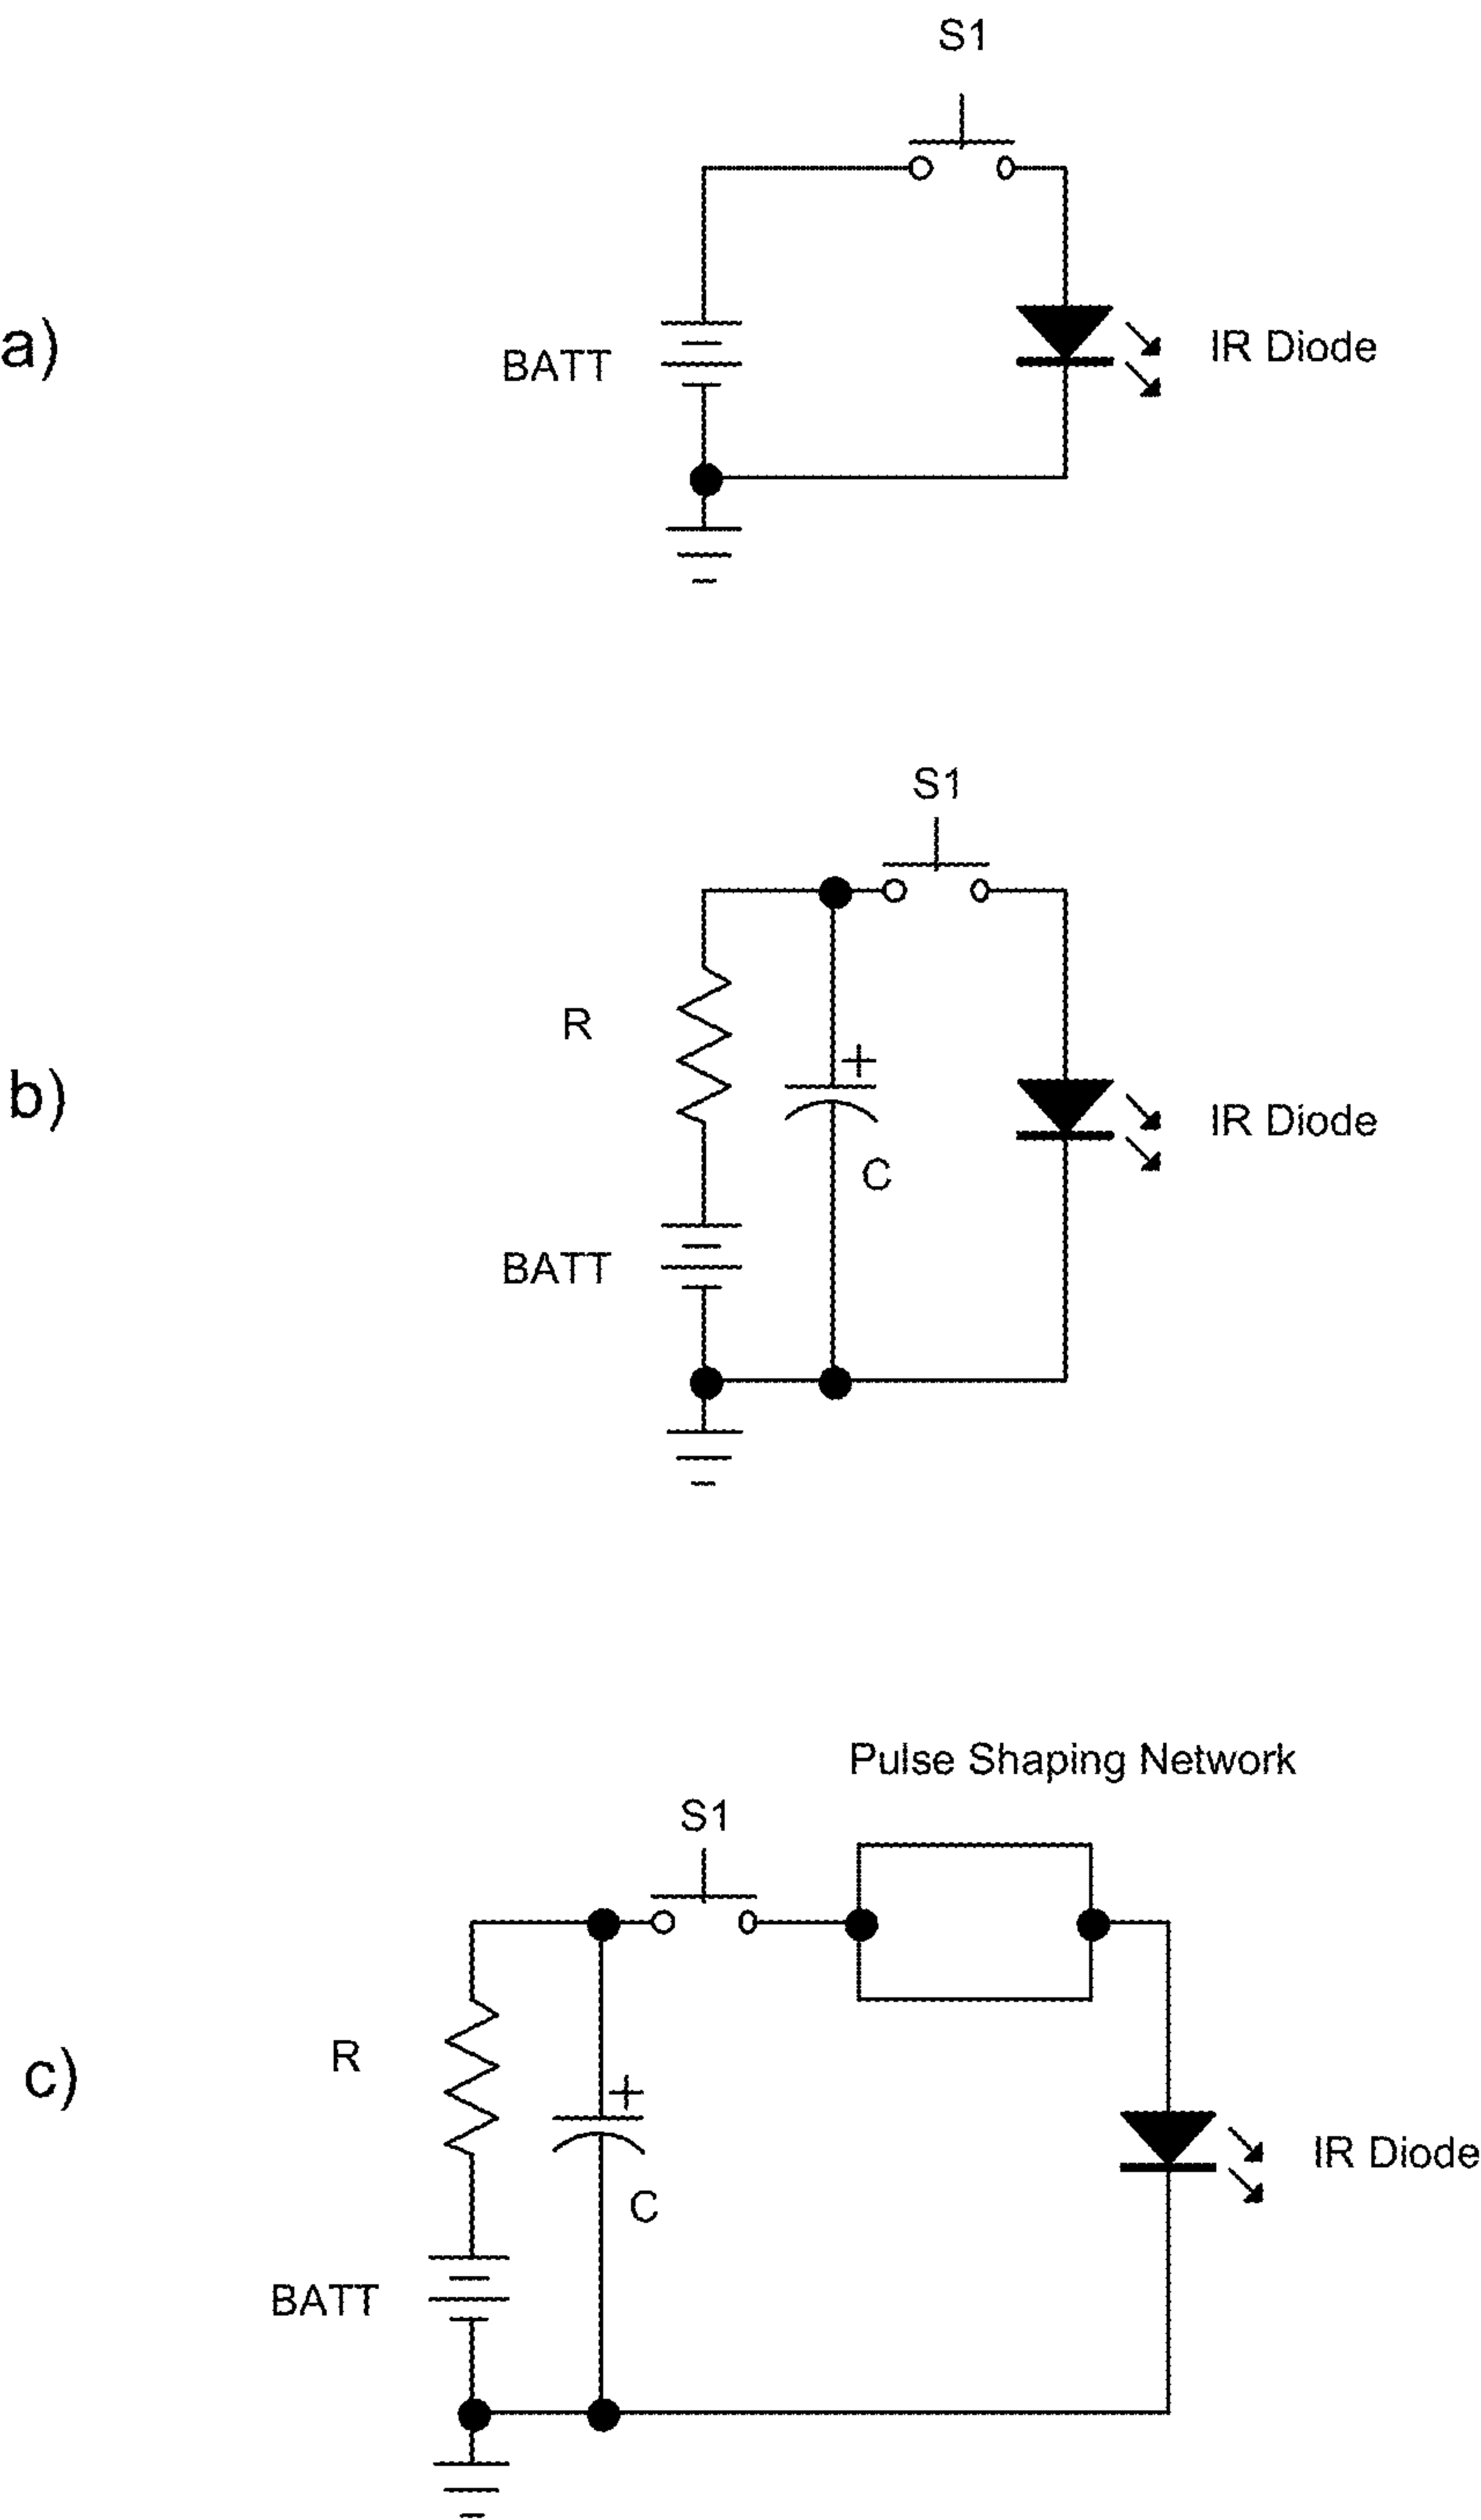 S1
a)
BATT
IR Diode
S1
R
+
b)
IR Diode
C
BATT
Pulse Shaping Network
S1
R
+
c)
IR Diode
C
BATT